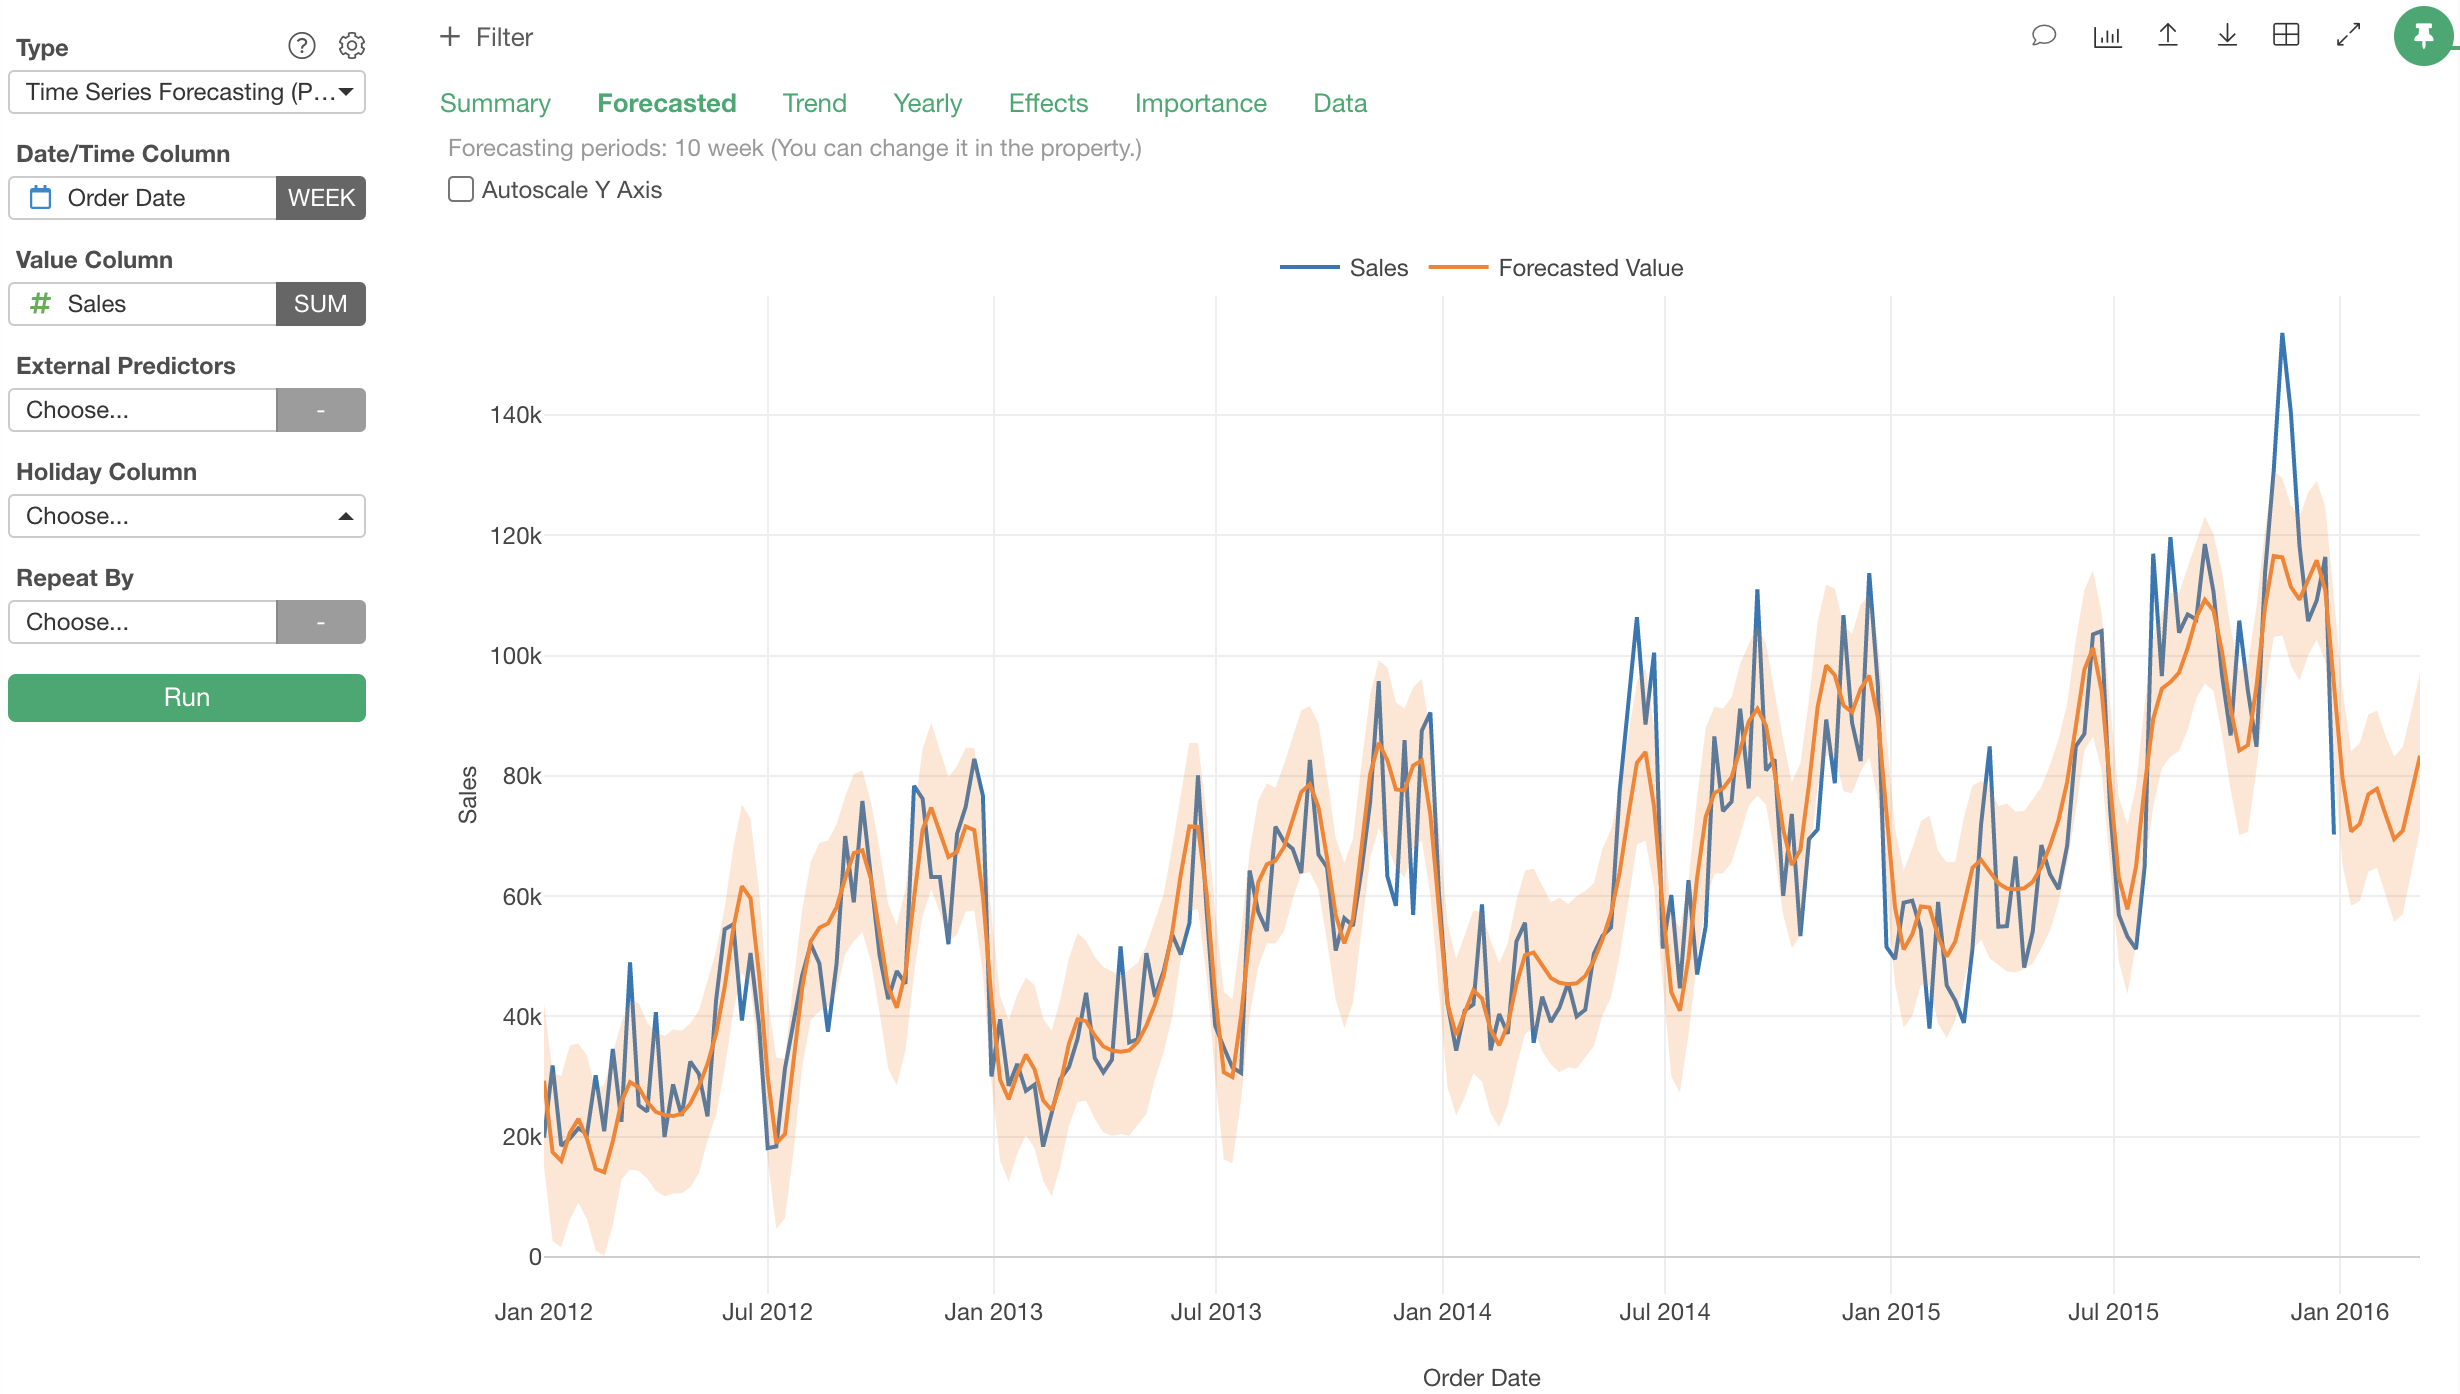 Type
Time Series Forecasting (P...
Date/Time Column
Order Date WEEK
Value Column
# Sales SUM
External Predictors
Choose... -
Holiday Column
Choose...
Repeat By
Choose... -
Run
+ Filter
Summary Forecasted Trend Yearly Effects Importance Data
Forecasting periods: 10 week (You can change it in the property.)
Autoscale Y Axis
Sales Forecasted Value
140k
120k
100k
80k
60k
40k
20k
0
Sales
Jan 2012 Jul 2012 Jan 2013 Jul 2013 Jan 2014 Jul 2014 Jan 2015 Jul 2015 Jan 2016
Order Date